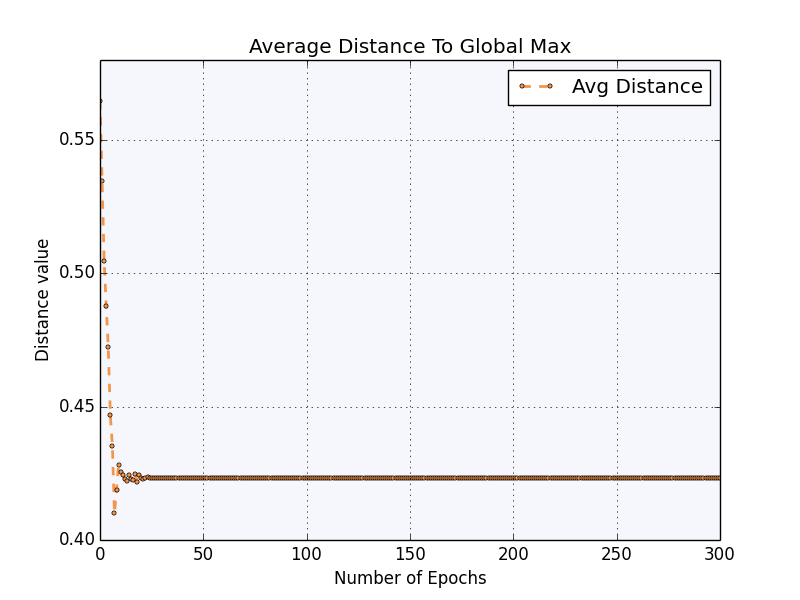 Average Distance To Global Max
Avg Distance
Distance value
0.55
0.50
0.45
0.40
0 50 100 150 200 250 300
Number of Epochs